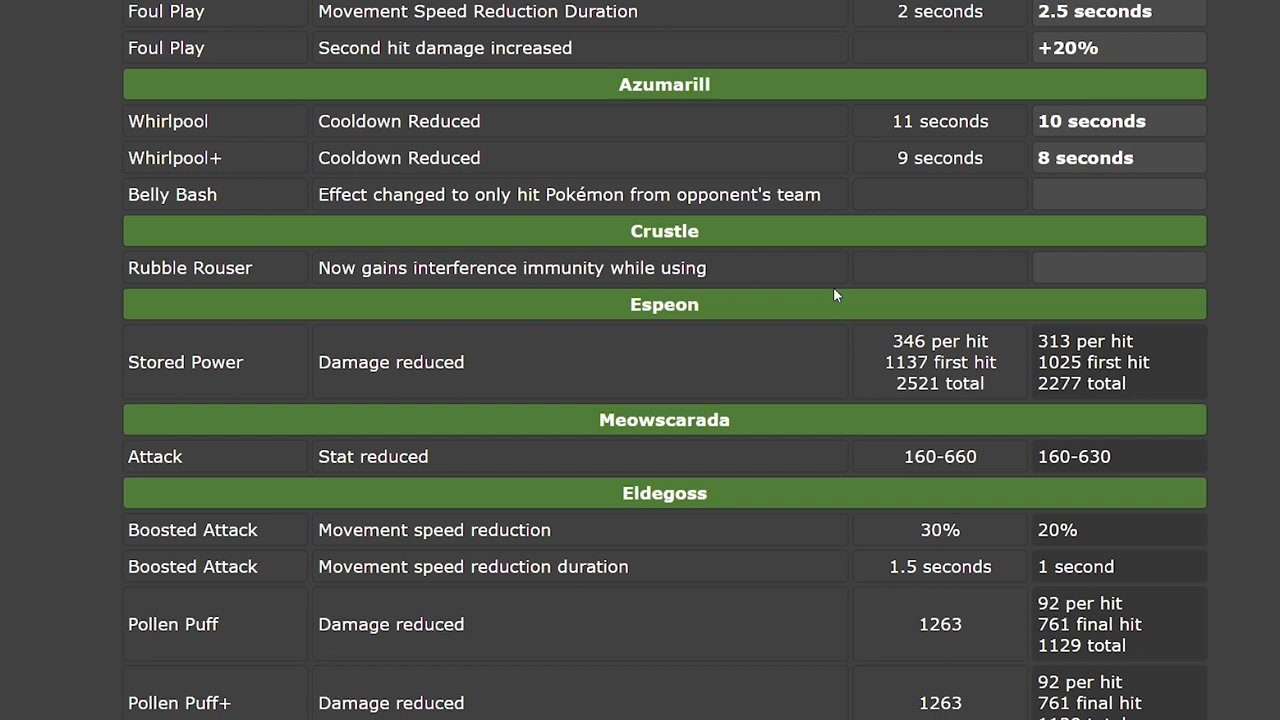 Foul Play Movement Speed Reduction Duration 2 seconds 2.5 seconds
Foul Play Second hit damage increased +20%
Azumarill
Whirlpool Cooldown Reduced 11 seconds 10 seconds
Whirlpool+ Cooldown Reduced 9 seconds 8 seconds
Belly Bash Effect changed to only hit Pokémon from opponent's team
Crustle
Rubble Rouser Now gains interference immunity while using
Espeon
346 per hit 313 per hit
Stored Power Damage reduced 1137 first hit 1025 first hit
2521 total 2277 total
Meowscarada
Attack Stat reduced 160-660 160-630
Eldegoss
Boosted Attack Movement speed reduction 30% 20%
Boosted Attack Movement speed reduction duration 1.5 seconds 1 second
92 per hit
Pollen Puff Damage reduced 1263 761 final hit
1129 total
92 per hit
Pollen Puff+ Damage reduced 1263 761 final hit